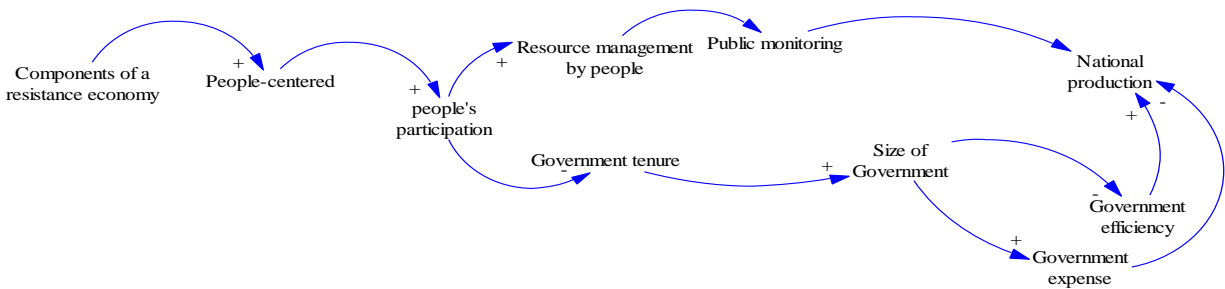 Components of a
resistance economy
+
People-centered
+
people's
participation
+
Resource management
by people
Public monitoring
National
production
-
Government tenure
+
Size of
Government
-
Government
efficiency
+
Government
expense
+
-